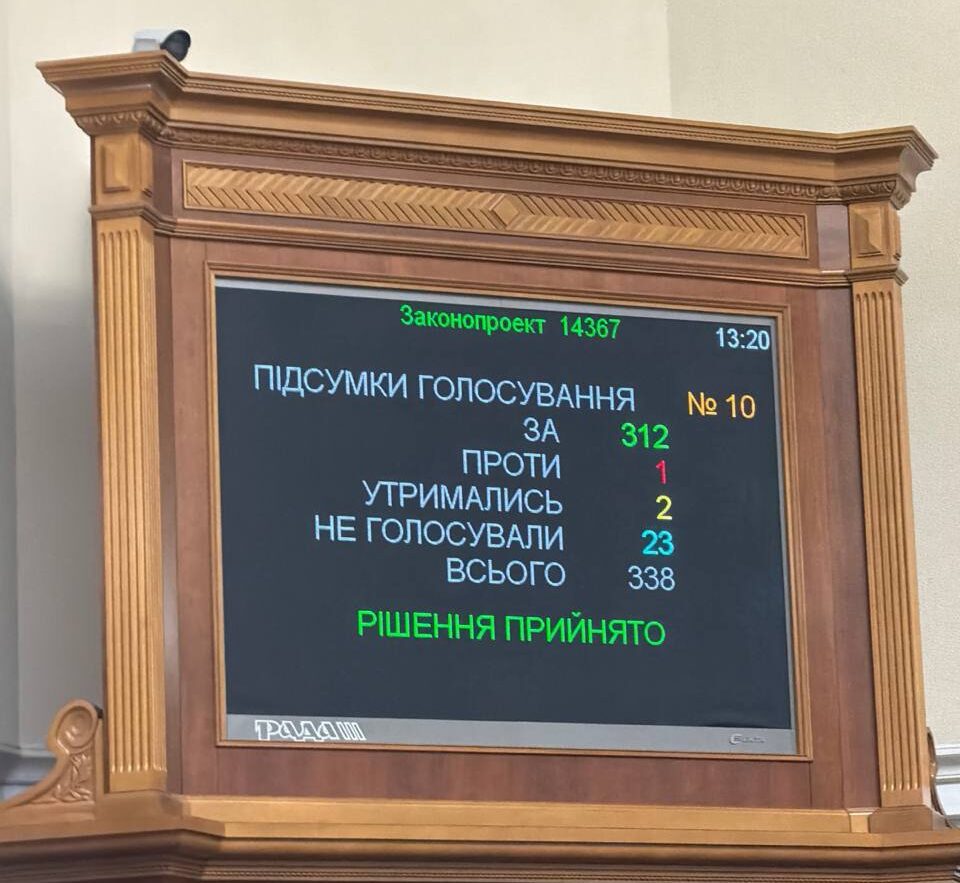 Законопроект 14367
13:20
ПІДСУМКИ ГОЛОСУВАННЯ № 10
ЗА 312
ПРОТИ 1
УТРИМАЛИСЬ 2
НЕ ГОЛОСУВАЛИ 23
ВСЬОГО 338
РІШЕННЯ ПРИЙНЯТО
РАДА III